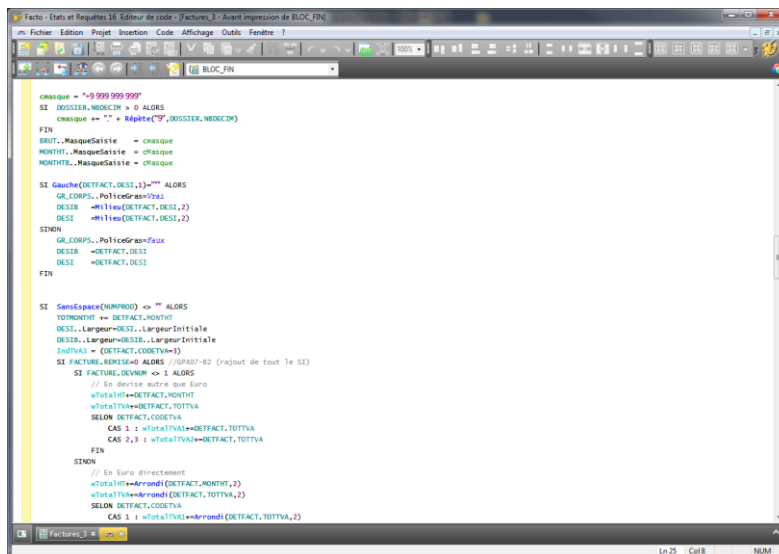 Facto - Etats et Requêtes 16 Editeur de code - [Factures_3 - Avant impression de BLOC_FIN]
Fichier Edition Projet Insertion Code Affichage Outils Fenêtre ?
100%
BLOC_FIN
cmasque = "+9 999 999 999"
SI DOSSIER.NBDECIM > 0 ALORS
cmasque += "." + Répète("9",DOSSIER.NBDECIM)
FIN
BRUT..MasqueSaisie = cmasque
MONTHT..MasqueSaisie = cMasque
MONTHTB..MasqueSaisie = cMasque
SI Gauche(DETFACT.DESI,1)="*" ALORS
GR_CORPS..PoliceGras=Vrai
DESIB =Milieu(DETFACT.DESI,2)
DESI =Milieu(DETFACT.DESI,2)
SINON
GR_CORPS..PoliceGras=Faux
DESIB =DETFACT.DESI
DESI =DETFACT.DESI
FIN
SI SansEspace(NUMPROD) <> "" ALORS
TOTMONTHT += DETFACT.MONTHT
DESI..Largeur=DESI..LargeurInitiale
DESIB..Largeur=DESIB..LargeurInitiale
IndTVA3 = (DETFACT.CODETVA=3)
SI FACTURE.REMISE=0 ALORS //GPAO7-82 (rajout de tout le SI)
SI FACTURE.DEVNUM <> 1 ALORS
// En devise autre que Euro
wTotalHT+=DETFACT.MONTHT
wTotalTVA+=DETFACT.TOTTVA
SELON DETFACT.CODETVA
CAS 1 : wTotalTVA1+=DETFACT.TOTTVA
CAS 2,3 : wTotalTVA2+=DETFACT.TOTTVA
FIN
SINON
// En Euro directement
wTotalHT+=Arrondi(DETFACT.MONTHT,2)
wTotalTVA+=Arrondi(DETFACT.TOTTVA,2)
SELON DETFACT.CODETVA
CAS 1 : wTotalTVA1+=Arrondi(DETFACT.TOTTVA,2)
Factures_3
Ln 25 Col 8 NUM